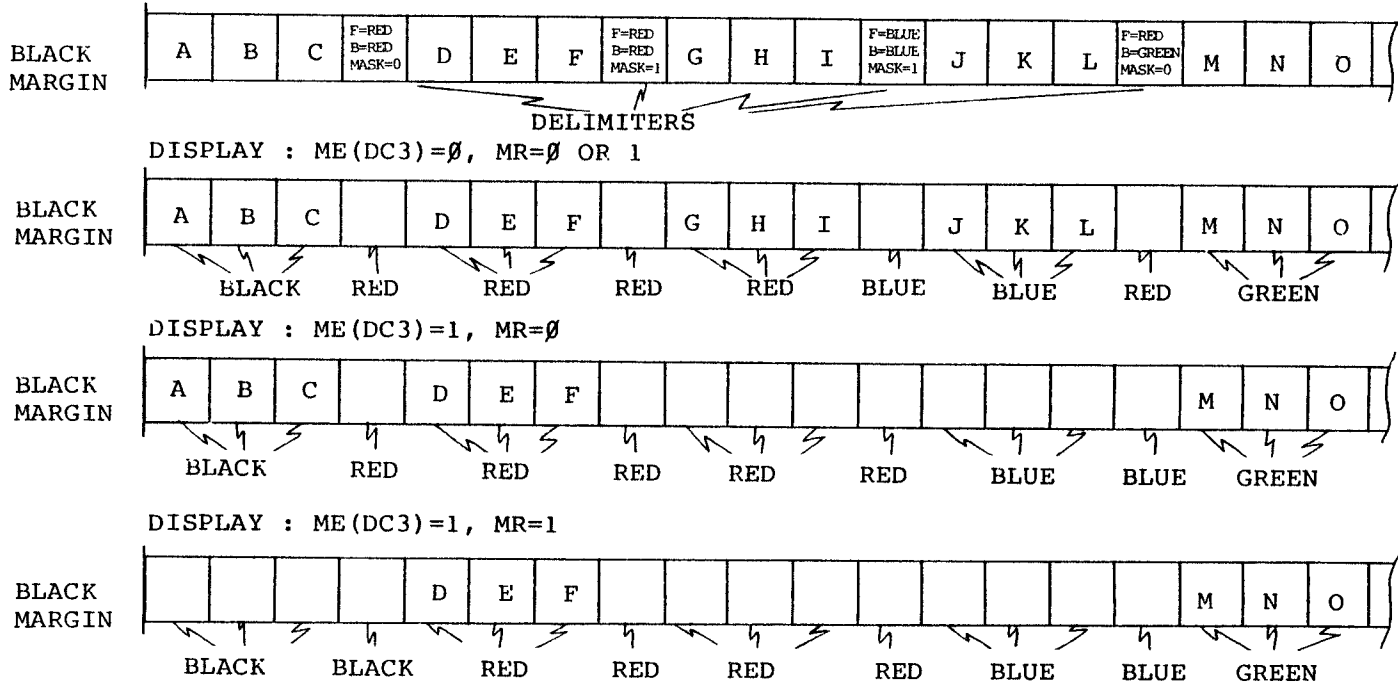 BLACK MARGIN A B C F=RED B=RED MASK=0 D E F F=RED B=RED MASK=1 G H I F=BLUE B=BLUE MASK=1 J K L F=RED B=GREEN MASK=0 M N O
DELIMITERS
DISPLAY : ME(DC3)=Ø, MR=Ø OR 1
BLACK MARGIN A B C D E F G H I J K L M N O
BLACK RED RED RED RED BLUE BLUE RED GREEN
DISPLAY : ME(DC3)=1, MR=Ø
BLACK MARGIN A B C D E F M N O
BLACK RED RED RED RED RED BLUE BLUE GREEN
DISPLAY : ME(DC3)=1, MR=1
BLACK MARGIN D E F M N O
BLACK BLACK RED RED RED RED BLUE BLUE GREEN